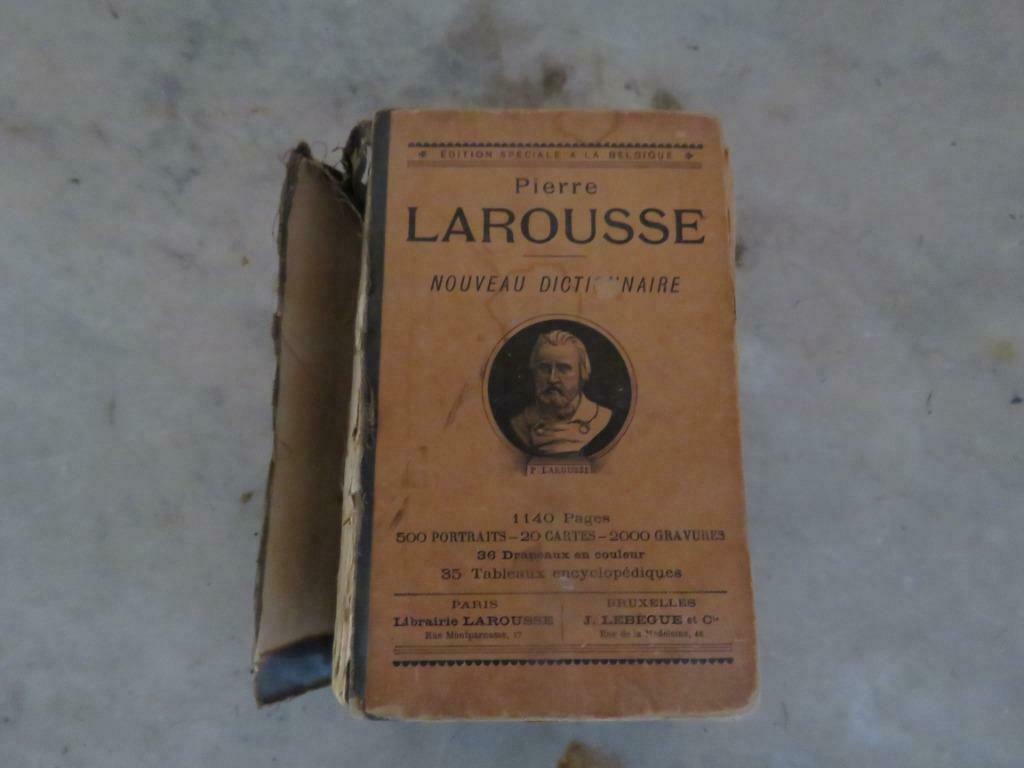 ÉDITION SPÉCIALE A LA BELGIQUE
Pierre
LAROUSSE
NOUVEAU DICTI NNAIRE
P. LAROUSSE
1140 Pages
500 PORTRAITS – 20 CARTES – 2000 GRAVURES
36 Drapeaux en couleur
35 Tableaux encyclopédiques
PARIS
Librairie LAROUSSE
Rue Montparnasse, 17
BRUXELLES
J. LEBÈGUE et Cie
Rue de la Madeleine, 46